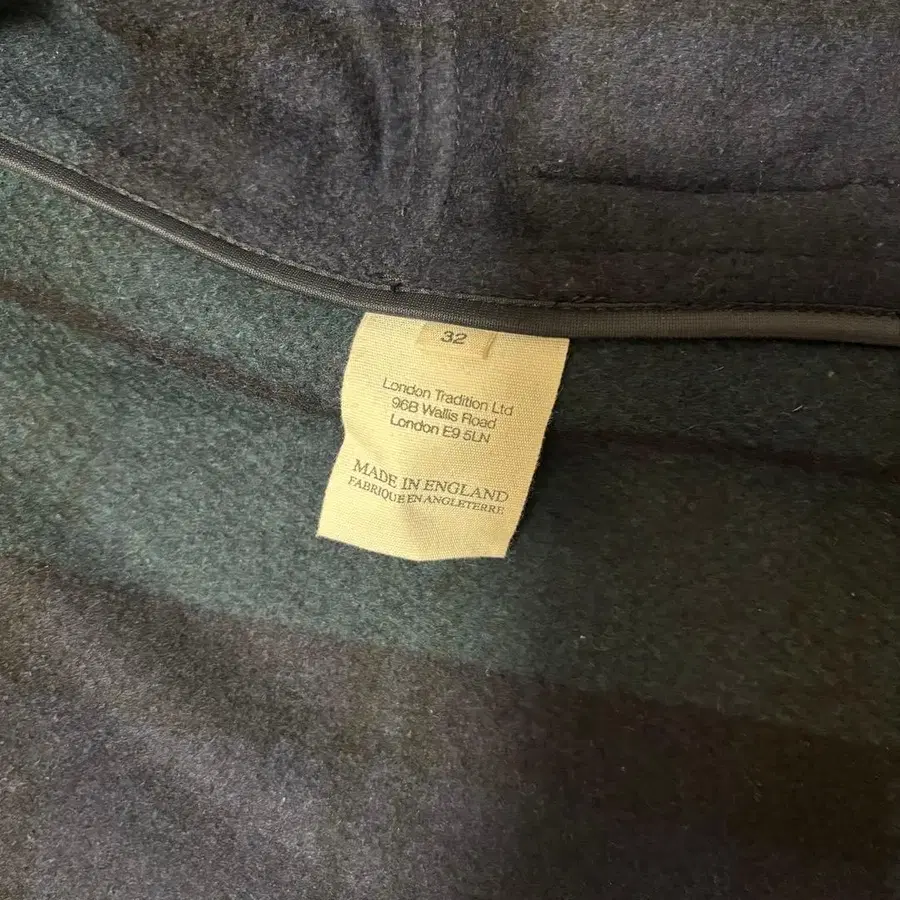 32
London Tradition Ltd
96B Wallis Road
London E9 5LN
MADE IN ENGLAND
FABRIQUE EN ANGLETERRE